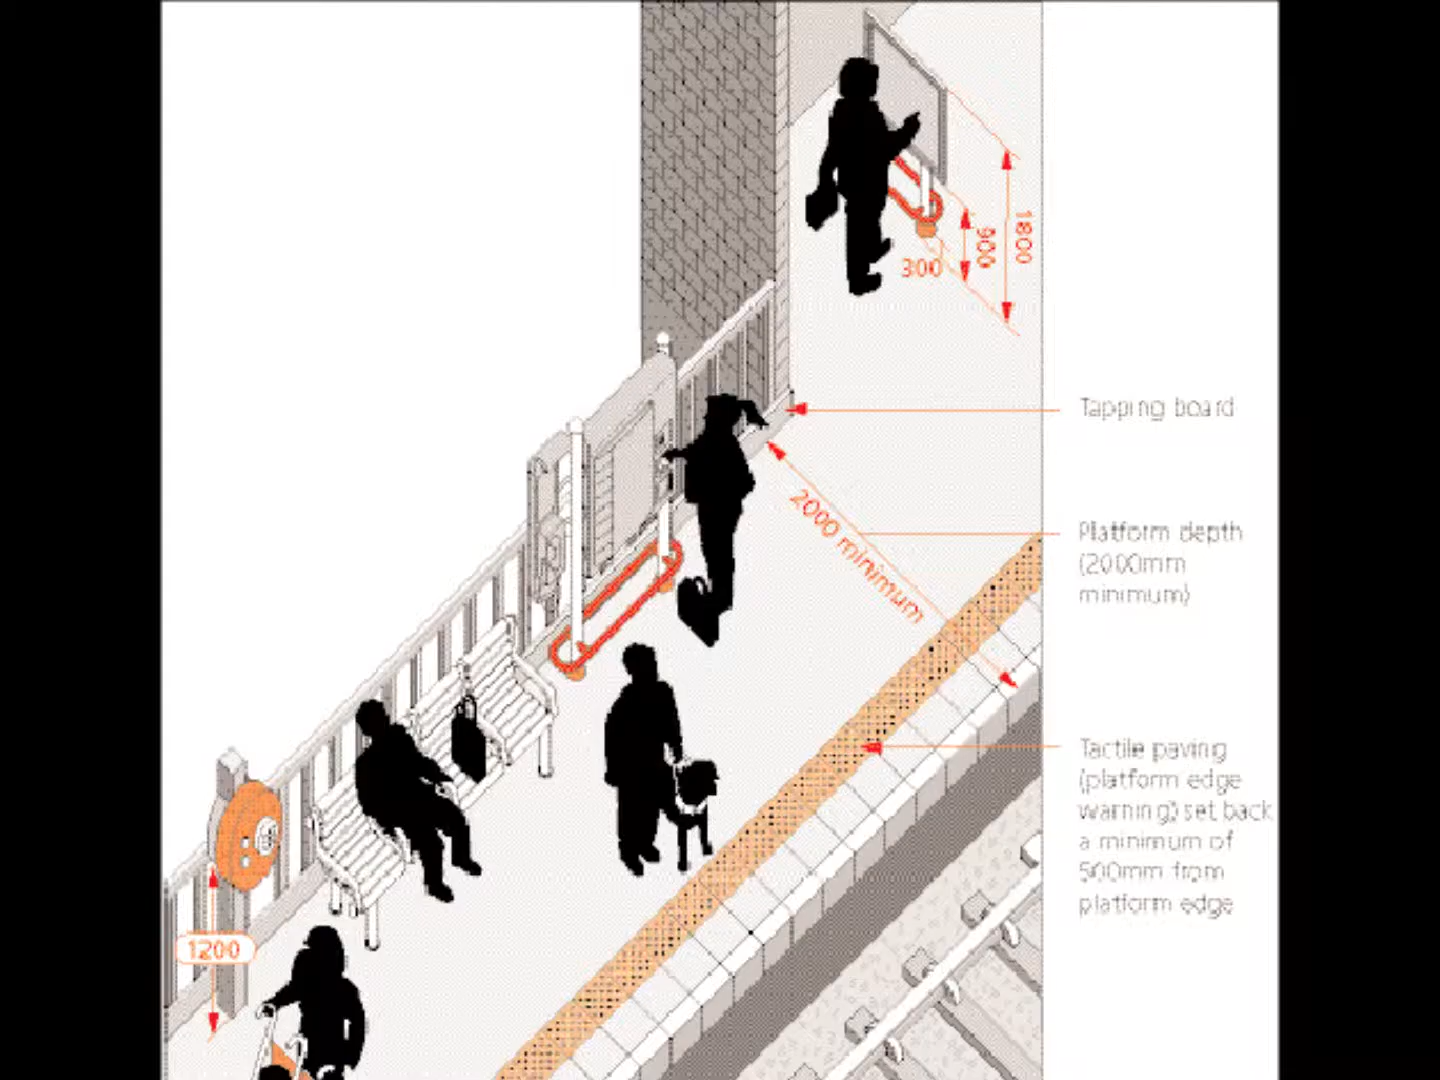 1800
900
300
Tapping board
2000 minimum
Platform depth
(2000mm
minimum)
Tactile paving
(platform edge
warning) set back
a minimum of
500mm from
platform edge
1200